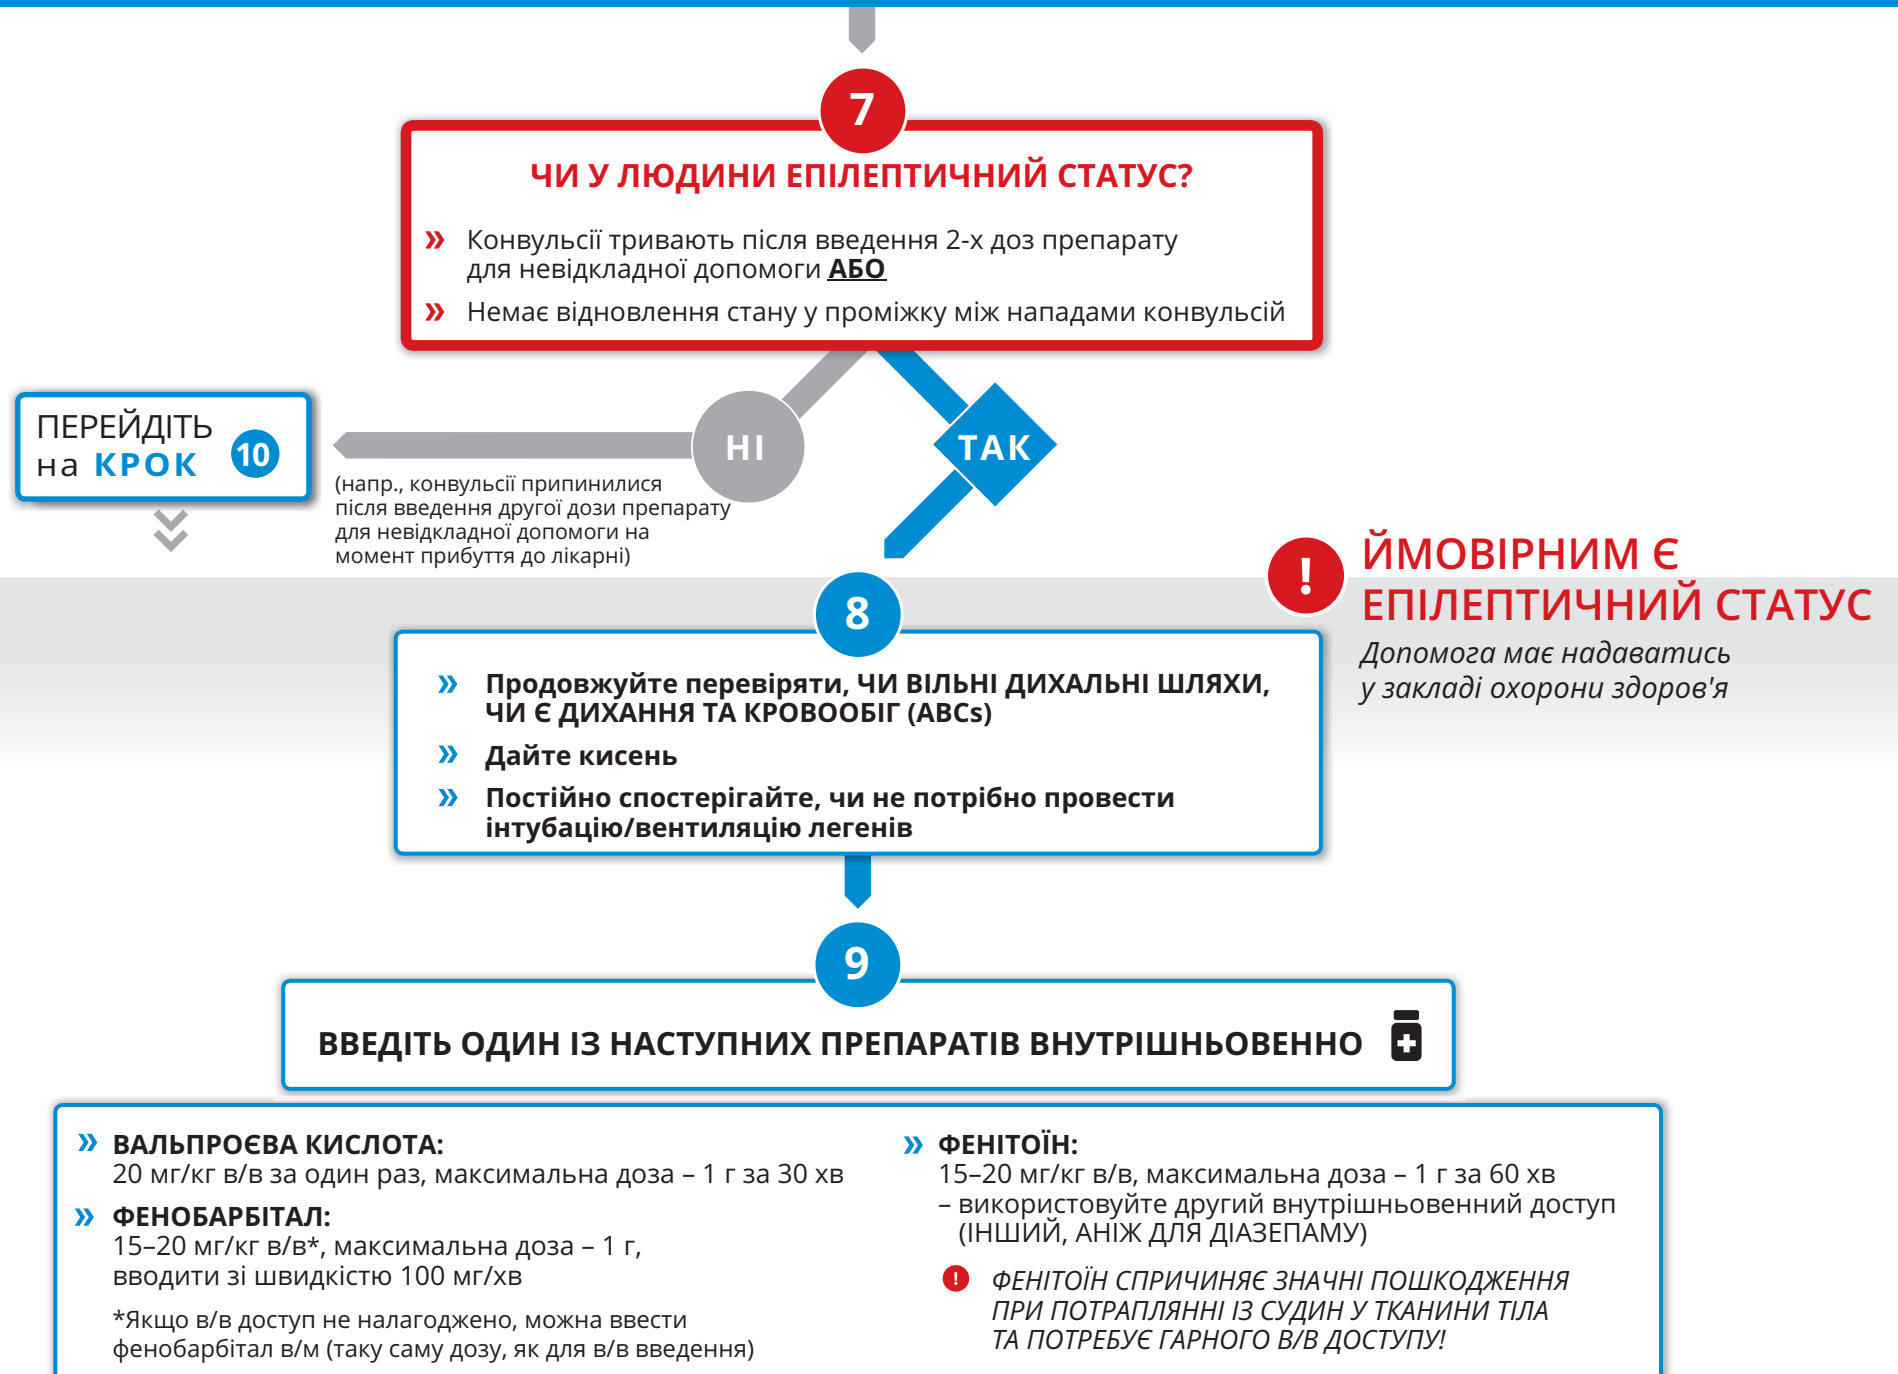 7
ЧИ У ЛЮДИНИ ЕПІЛЕПТИЧНИЙ СТАТУС?
» Конвульсії тривають після введення 2-х доз препарату
для невідкладної допомоги АБО
» Немає відновлення стану у проміжку між нападами конвульсій
НІ
ТАК
ПЕРЕЙДІТЬ
на КРОК 10
(напр., конвульсії припинилися
після введення другої дози препарату
для невідкладної допомоги на
момент прибуття до лікарні)
!
ЙМОВІРНИМ Є
ЕПІЛЕПТИЧНИЙ СТАТУС
Допомога має надаватись
у закладі охорони здоров'я
8
» Продовжуйте перевіряти, ЧИ ВІЛЬНІ ДИХАЛЬНІ ШЛЯХИ,
ЧИ Є ДИХАННЯ ТА КРОВООБІГ (ABCs)
» Дайте кисень
» Постійно спостерігайте, чи не потрібно провести
інтубацію/вентиляцію легенів
9
ВВЕДІТЬ ОДИН ІЗ НАСТУПНИХ ПРЕПАРАТІВ ВНУТРІШНЬОВЕННО
» ВАЛЬПРОЄВА КИСЛОТА:
20 мг/кг в/в за один раз, максимальна доза – 1 г за 30 хв
» ФЕНОБАРБІТАЛ:
15–20 мг/кг в/в*, максимальна доза – 1 г,
вводити зі швидкістю 100 мг/хв
*Якщо в/в доступ не налагоджено, можна ввести
фенобарбітал в/м (таку саму дозу, як для в/в введення)
» ФЕНІТОЇН:
15–20 мг/кг в/в, максимальна доза – 1 г за 60 хв
– використовуйте другий внутрішньовенний доступ
(ІНШИЙ, АНІЖ ДЛЯ ДІАЗЕПАМУ)
! ФЕНІТОЇН СПРИЧИНЯЄ ЗНАЧНІ ПОШКОДЖЕННЯ
ПРИ ПОТРАПЛЯННІ ІЗ СУДИН У ТКАНИНИ ТІЛА
ТА ПОТРЕБУЄ ГАРНОГО В/В ДОСТУПУ!